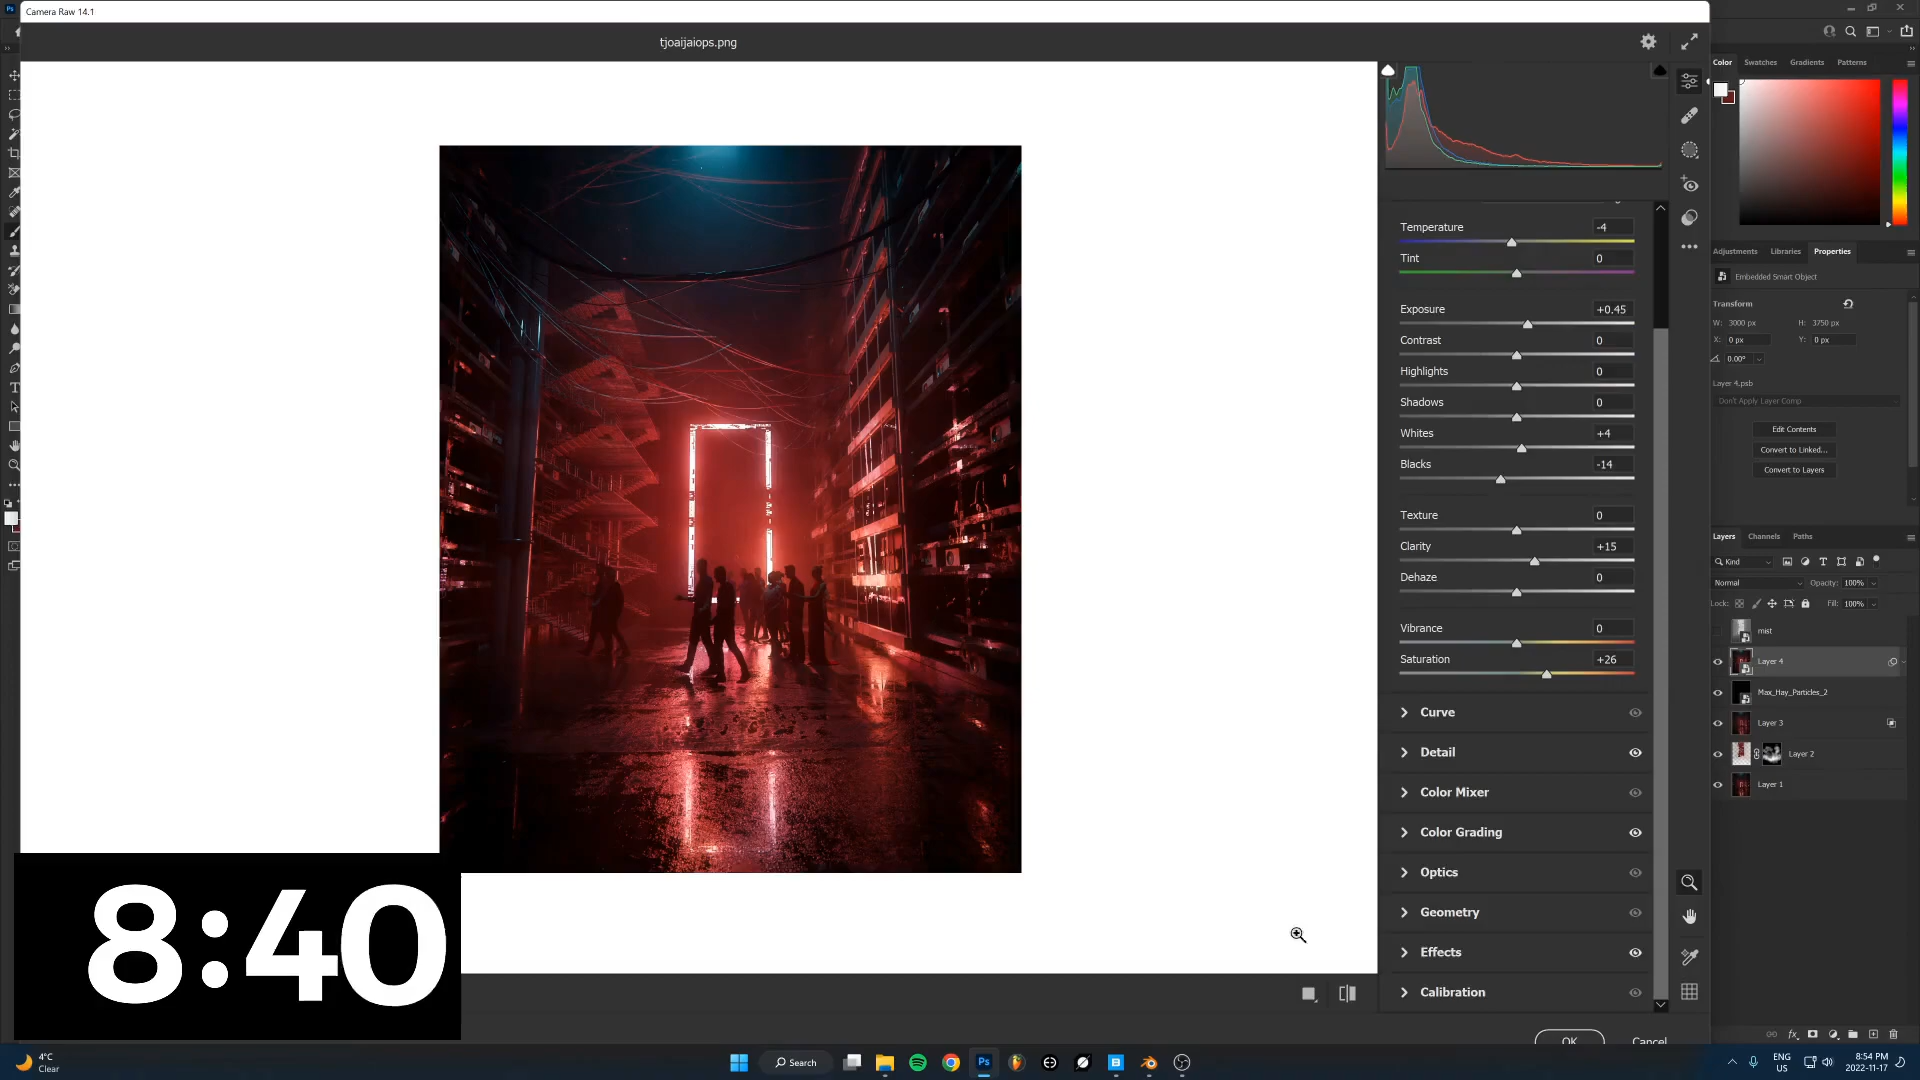 Camera Raw 14.1
tjoaijaiops.png
Temperature -4
Tint 0
Exposure +0.45
Contrast 0
Highlights 0
Shadows 0
Whites +4
Blacks -14
Texture 0
Clarity +15
Dehaze 0
Vibrance 0
Saturation +26
Curve
Detail
Color Mixer
Color Grading
Optics
Geometry
Effects
Calibration
OK Cancel
Color Swatches Gradients Patterns
Adjustments Libraries Properties
Embedded Smart Object
Transform
W: 3000 px H: 3750 px
X: 0 px Y: 0 px
0.00°
Layer 4.psb
Don't Apply Layer Comp
Edit Contents
Convert to Linked...
Convert to Layers
Layers Channels Paths
Kind
Normal Opacity: 100%
Lock: Fill: 100%
mist
Layer 4
Max_Hay_Particles_2
Layer 3
Layer 2
Layer 1
fx
8:40
4°C
Clear
Search
Ps
ENG
US
8:54 PM
2022-11-17